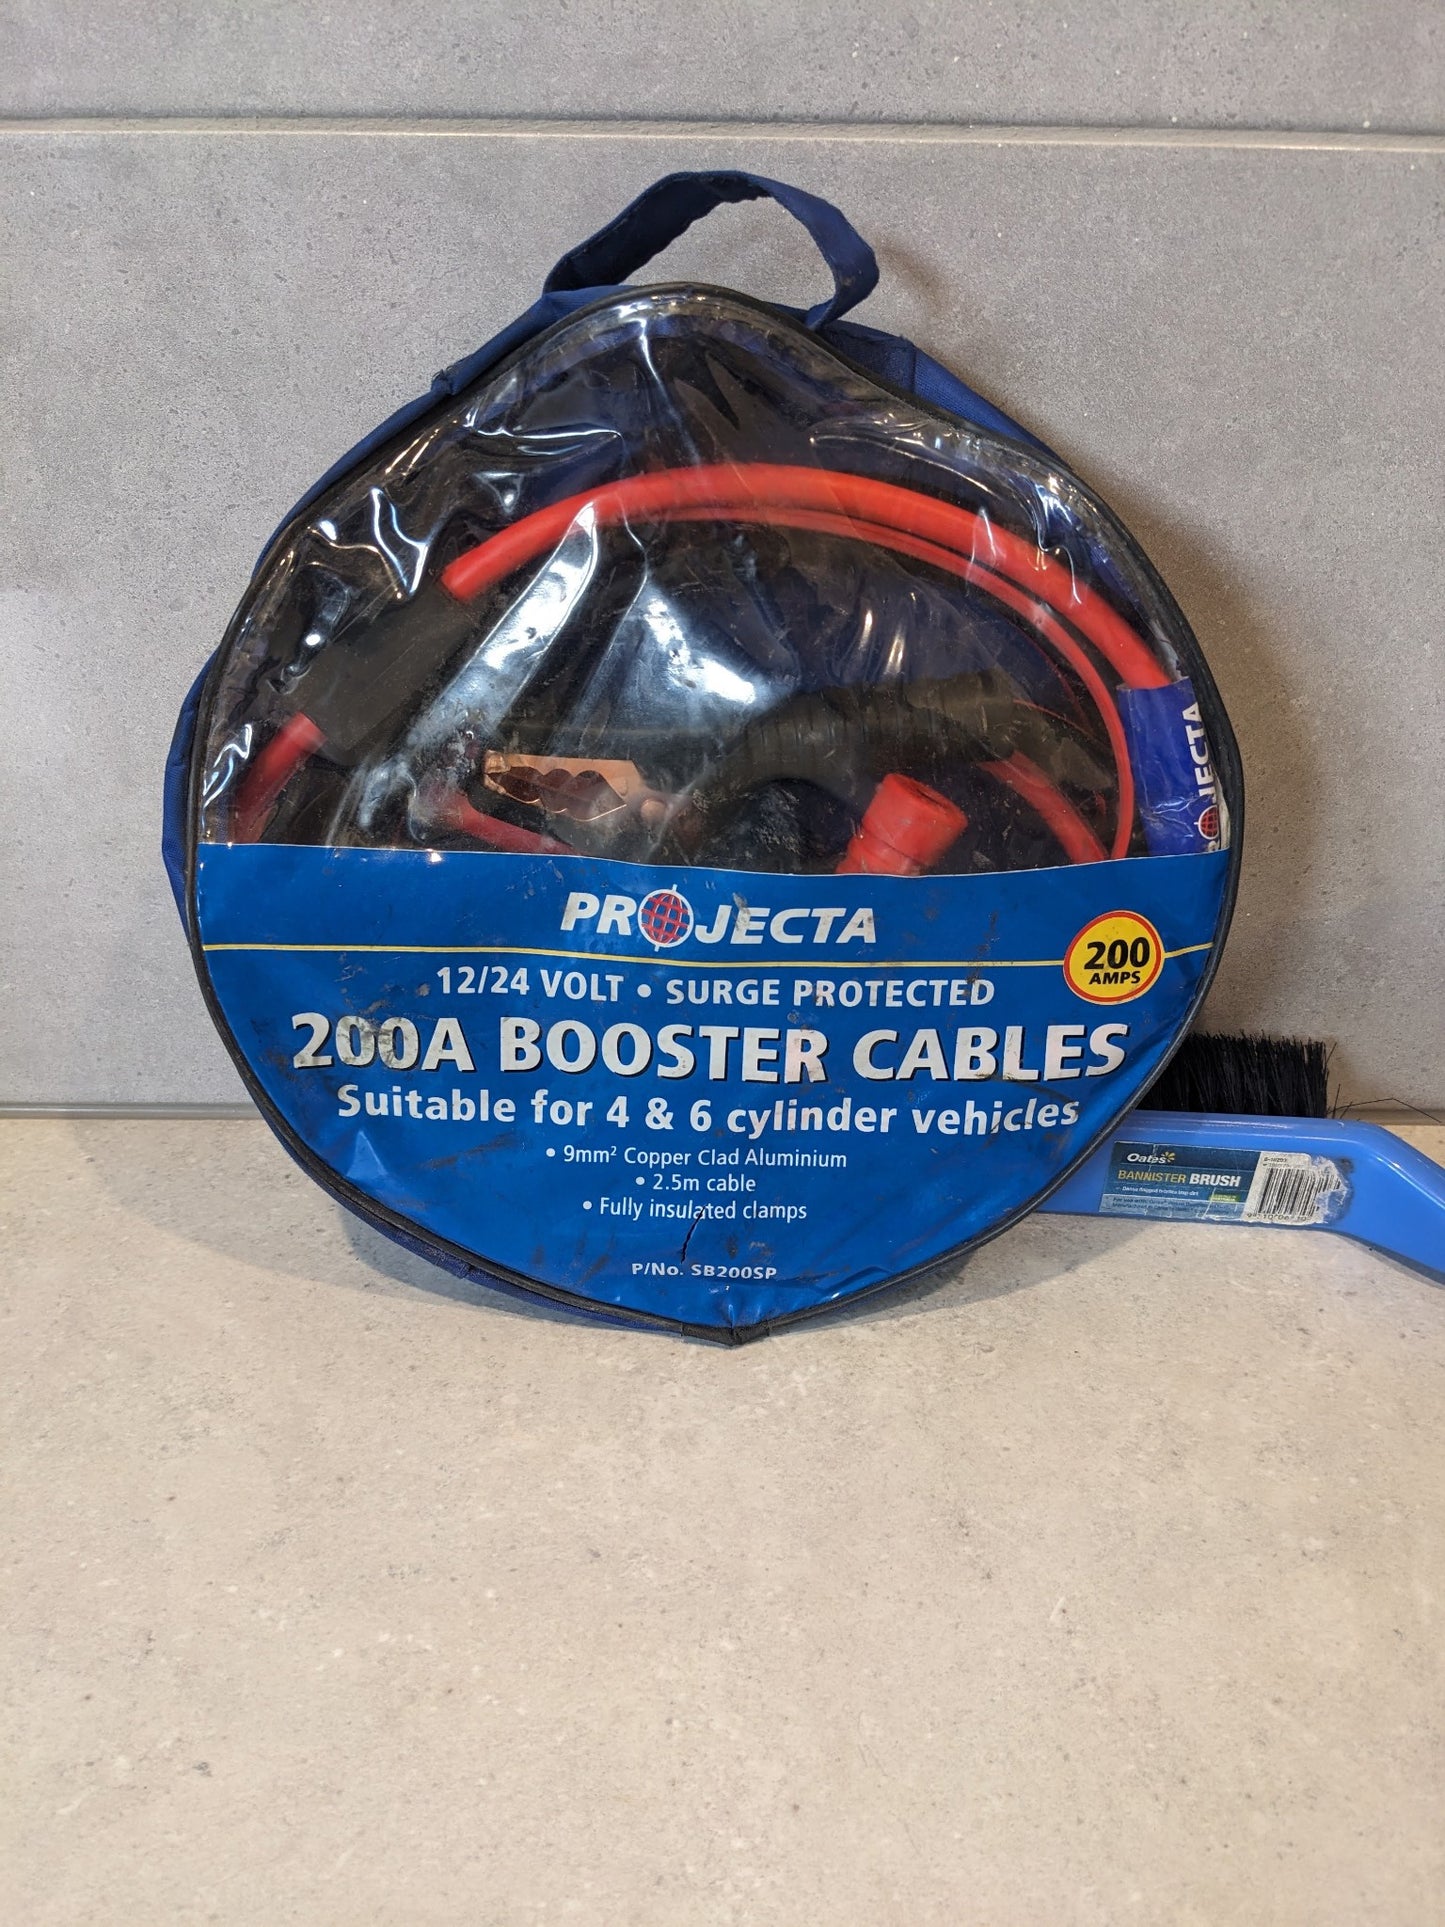 JECTA
PROJECTA
200
AMPS
12/24 VOLT • SURGE PROTECTED
200A BOOSTER CABLES
Suitable for 4 & 6 cylinder vehicles
• 9mm² Copper Clad Aluminium
• 2.5m cable
• Fully insulated clamps
P/No. SB200SP
Oates
BANNISTER BRUSH